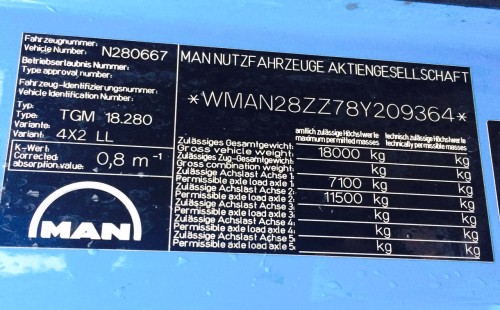 Fahrzeugnummer:
Vehicle Number: N280667
Betriebserlaubnis Nummer:
Type approval number:
Fahrzeug-Identifizierungsnummer:
Vehicle Identification Number:
Typ:
Type: TGM 18.280
Variante:
Variant: 4X2 LL
K-Wert:
Corrected absorption.value: 0,8 m-1
MAN
MAN NUTZFAHRZEUGE AKTIENGESELLSCHAFT
*WMAN28ZZ78Y209364*
amtlich zulässige Höchstwerte technisch zulässige Höchstwerte
maximum permitted masses technically permissible masses
Zulässiges Gesamtgewicht:
Gross vehicle weight: 18000 kg kg
Zulässiges Zug-Gesamtgewicht:
Gross combination weight: kg kg
Zulässige Achslast Achse 1:
Permissible axle load axle 1: 7100 kg kg
Zulässige Achslast Achse 2:
Permissible axle load axle 2: 11500 kg kg
Zulässige Achslast Achse 3:
Permissible axle load axle 3: kg kg
Zulässige Achslast Achse 4:
Permissible axle load axle 4: kg kg
Zulässige Achslast Achse 5:
Permissible axle load axle 5: kg kg